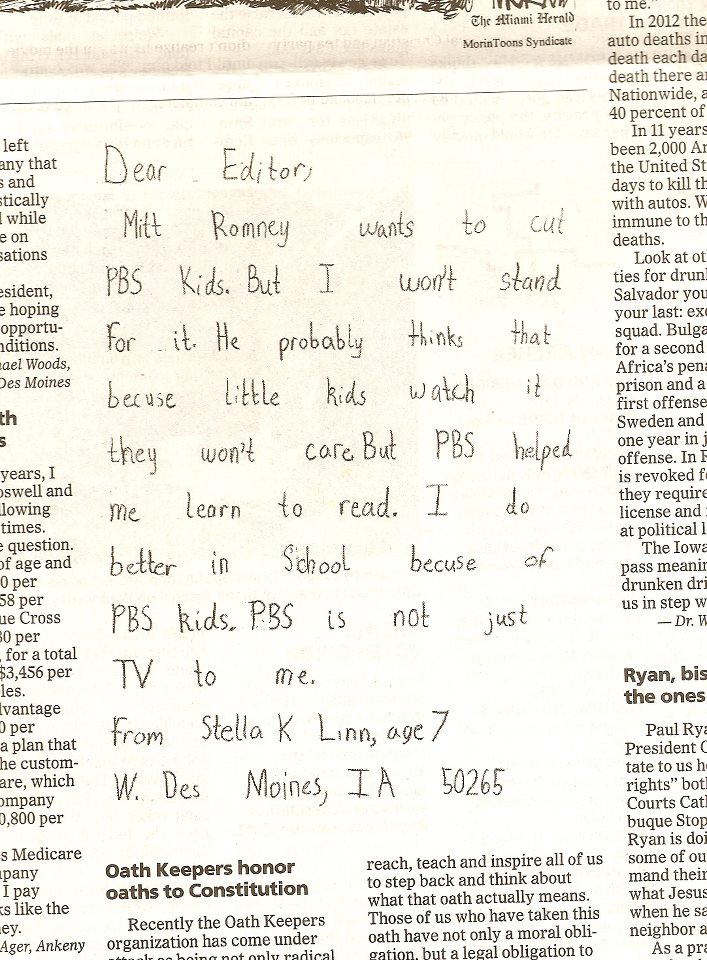 The Miami Herald
MorinToons Syndicate
left
any that
s and
stically
l while
e on
sations
esident,
e hoping
opportu-
nditions.
hael Woods,
Des Moines
th
s
years, I
oswell and
llowing
times.
e question.
of age and
0 per
58 per
ue Cross
30 per
, for a total
$3,456 per
les.
dvantage
0 per
a plan that
he custom-
are, which
ompany
0,800 per
s Medicare
mpany
I pay
ks like the
ney.
Ager, Ankeny
Dear Editor,
Mitt Romney wants to cut
PBS Kids. But I won't stand
For it. He probably thinks that
becuse little kids watch it
they won't care. But PBS helped
me learn to read. I do
better in School becuse of
PBS kids. PBS is not just
TV to me.
From Stella K Linn, age 7
W. Des Moines, IA 50265
Oath Keepers honor
oaths to Constitution
Recently the Oath Keepers
organization has come under
attack as being not only radical
reach, teach and inspire all of us
to step back and think about
what that oath actually means.
Those of us who have taken this
oath have not only a moral obli-
gation, but a legal obligation to
to me."
In 2012 the
auto deaths in
death each da
death there ar
Nationwide, a
40 percent of
In 11 years
been 2,000 Am
the United St
days to kill th
with autos. W
immune to th
deaths.
Look at ot
ties for drunk
Salvador you
your last: exe
squad. Bulga
for a second
Africa's pena
prison and a
first offense
Sweden and
one year in j
offense. In F
is revoked fo
they require
license and
at political l
The Iowa
pass meanin
drunken dri
us in step w
— Dr. W
Ryan, bis
the ones
Paul Rya
President O
tate to us h
rights" both
Courts Cath
buque Stop
Ryan is doi
some of ou
mand their
what Jesus
when he sa
neighbor a
As a pra